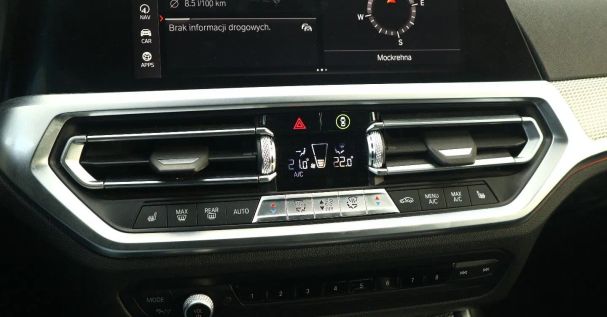 NAV
CAR
APPS
Ø 8.5 l/100 km
Brak informacji drogowych.
E
W
S
Mockrehna
21.0
22.0
A/C
MAX
REAR
AUTO
MENU A/C
MAX A/C
MODE
VOL
1 2 3 4 5 6 7 8